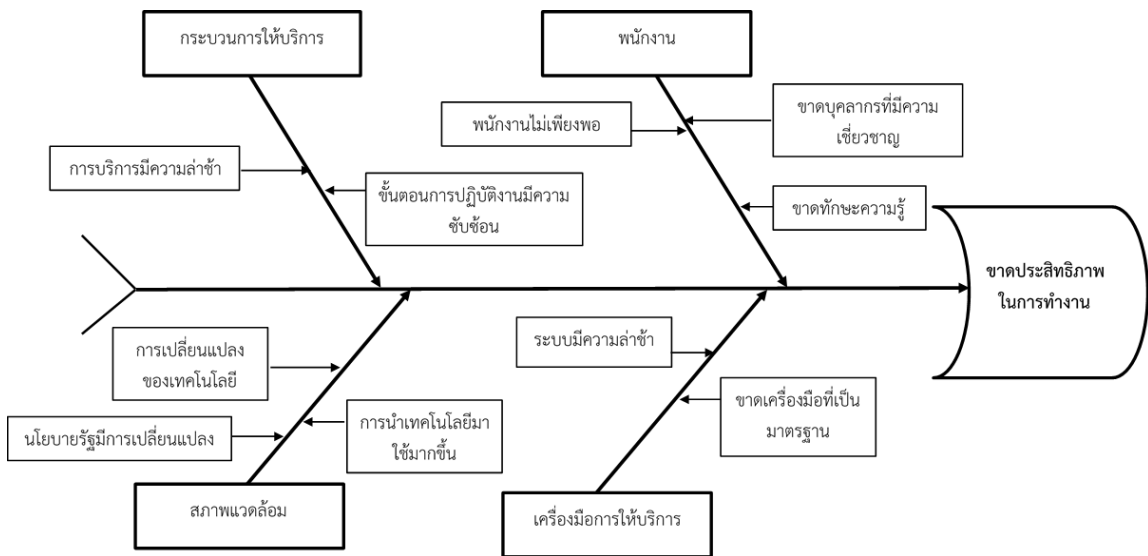 กระบวนการให้บริการ
พนักงาน
พนักงานไม่เพียงพอ
ขาดบุคลากรที่มีความ
เชี่ยวชาญ
การบริการมีความล่าช้า
ขั้นตอนการปฏิบัติงานมีความ
ซับซ้อน
ขาดทักษะความรู้
ขาดประสิทธิภาพ
ในการทำงาน
การเปลี่ยนแปลง
ของเทคโนโลยี
ระบบมีความล่าช้า
นโยบายรัฐมีการเปลี่ยนแปลง
การนำเทคโนโลยีมา
ใช้มากขึ้น
ขาดเครื่องมือที่เป็น
มาตรฐาน
สภาพแวดล้อม
เครื่องมือการให้บริการ